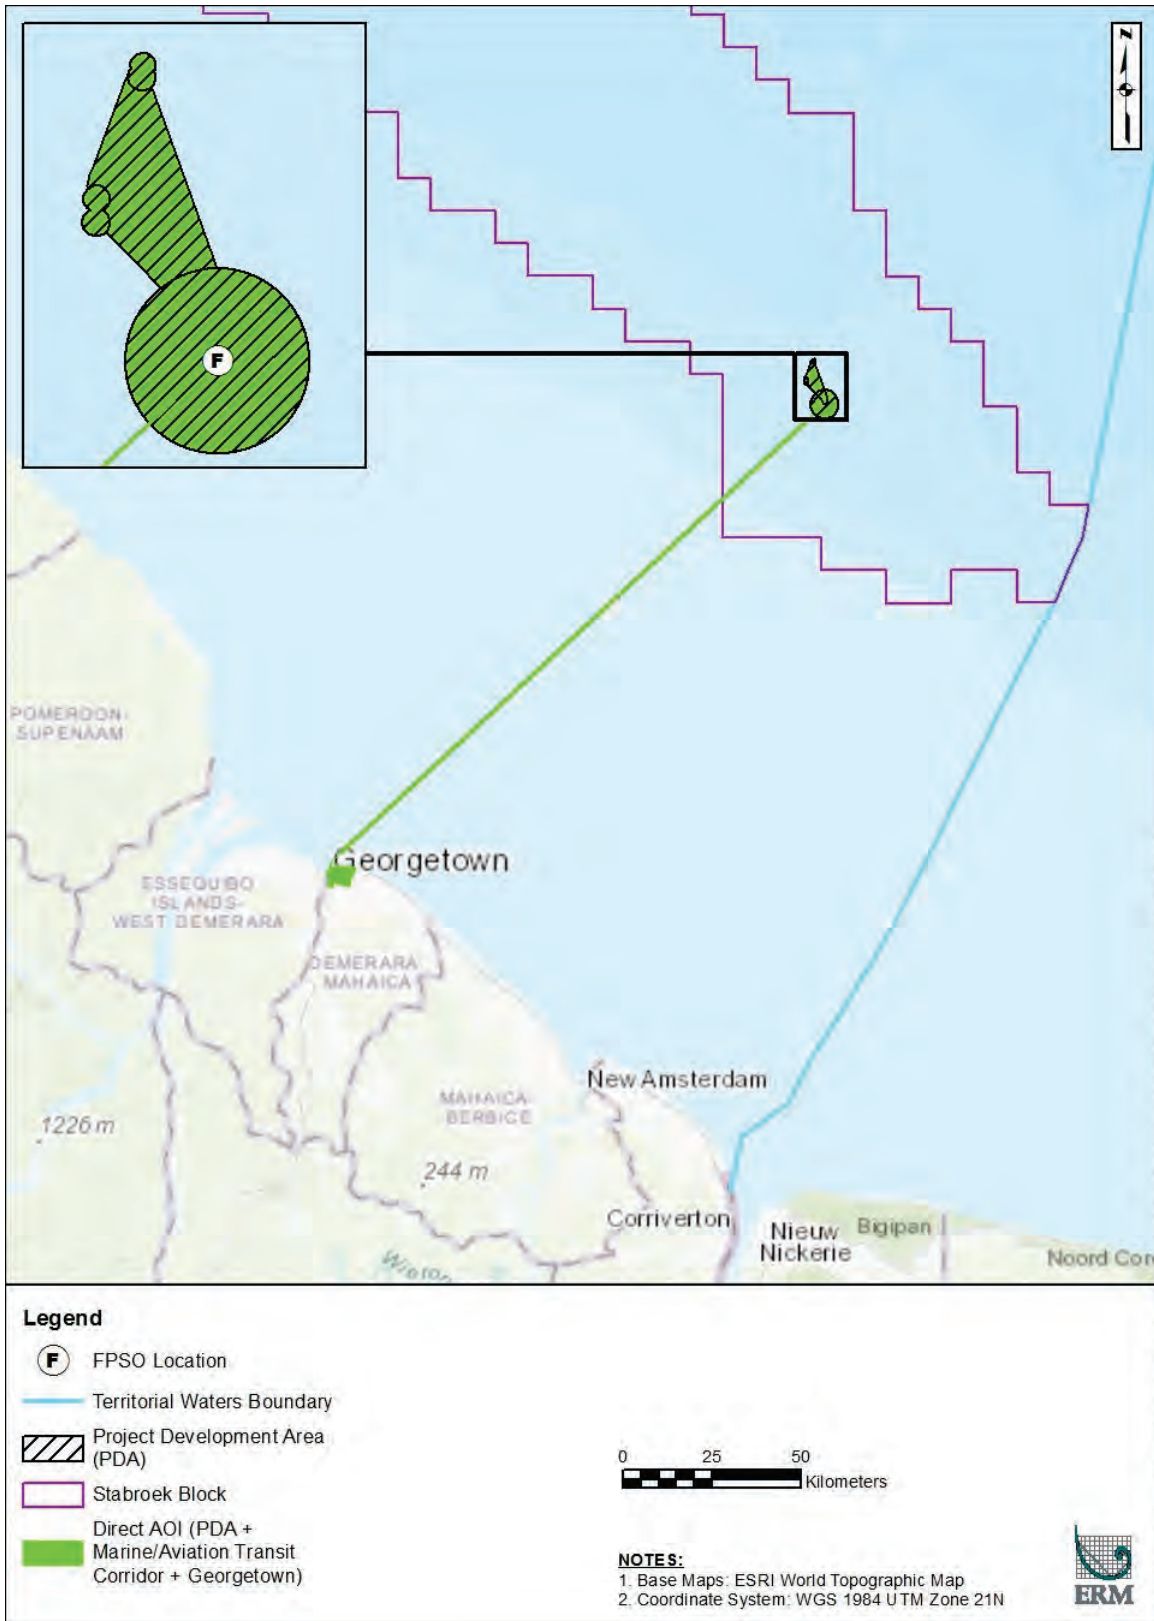 N
F
POMEROON-
SUPENAAM
Georgetown
ESSEQUIBO
ISLANDS-
WEST DEMERARA
DEMERARA
MAHAICA
New Amsterdam
MAHAICA-
BERBICE
1226 m
244 m
Corriverton
Nieuw
Nickerie
Bigipan
Noord Coro
Legend
F FPSO Location
Territorial Waters Boundary
Project Development Area
(PDA)
Stabroek Block
Direct AOI (PDA +
Marine/Aviation Transit
Corridor + Georgetown)
0 25 50
Kilometers
NOTES:
1. Base Maps: ESRI World Topographic Map
2. Coordinate System: WGS 1984 UTM Zone 21N
ERM